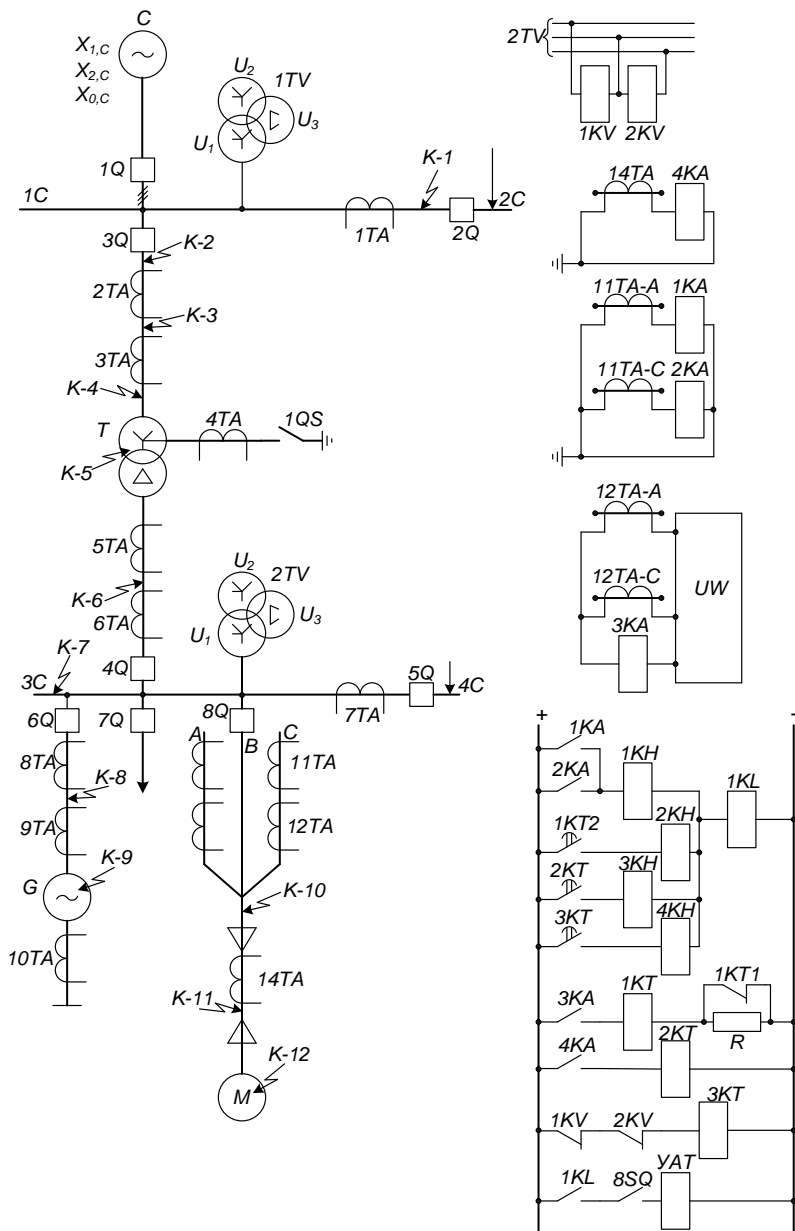 C
X1,C
X2,C
X0,C
U2
1TV
U3
U1
1Q
1C
K-1
2C
1TA
2Q
3Q
K-2
2TA
K-3
3TA
K-4
T
4TA
1QS
K-5
5TA
K-6
6TA
U2
2TV
U3
U1
K-7
4Q
3C
5Q
4C
7TA
6Q
7Q
8Q
A
B
C
8TA
K-8
9TA
11TA
12TA
K-9
G
10TA
K-10
14TA
K-11
K-12
M
2TV
1KV
2KV
14TA
4KA
11TA-A
1KA
11TA-C
2KA
12TA-A
12TA-C
3KA
UW
+
-
1KA
1KH
2KA
1KL
2KH
1KT2
2KT
3KH
3KT
4KH
1KT
1KT1
3KA
R
4KA
2KT
1KV
2KV
3KT
1KL
8SQ
УАТ